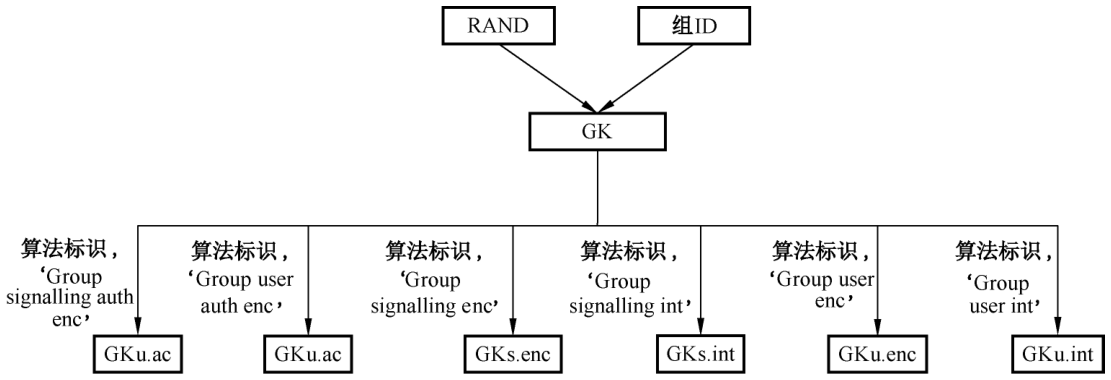 RAND
组ID
GK
算法标识，
‘Group
signalling auth
enc’
算法标识，
‘Group user
auth enc’
算法标识，
‘Group
signalling enc’
算法标识，
‘Group
signalling int’
算法标识，
‘Group user
enc’
算法标识，
‘Group
user int’
GKu.ac
GKu.ac
GKs.enc
GKs.int
GKu.enc
GKu.int